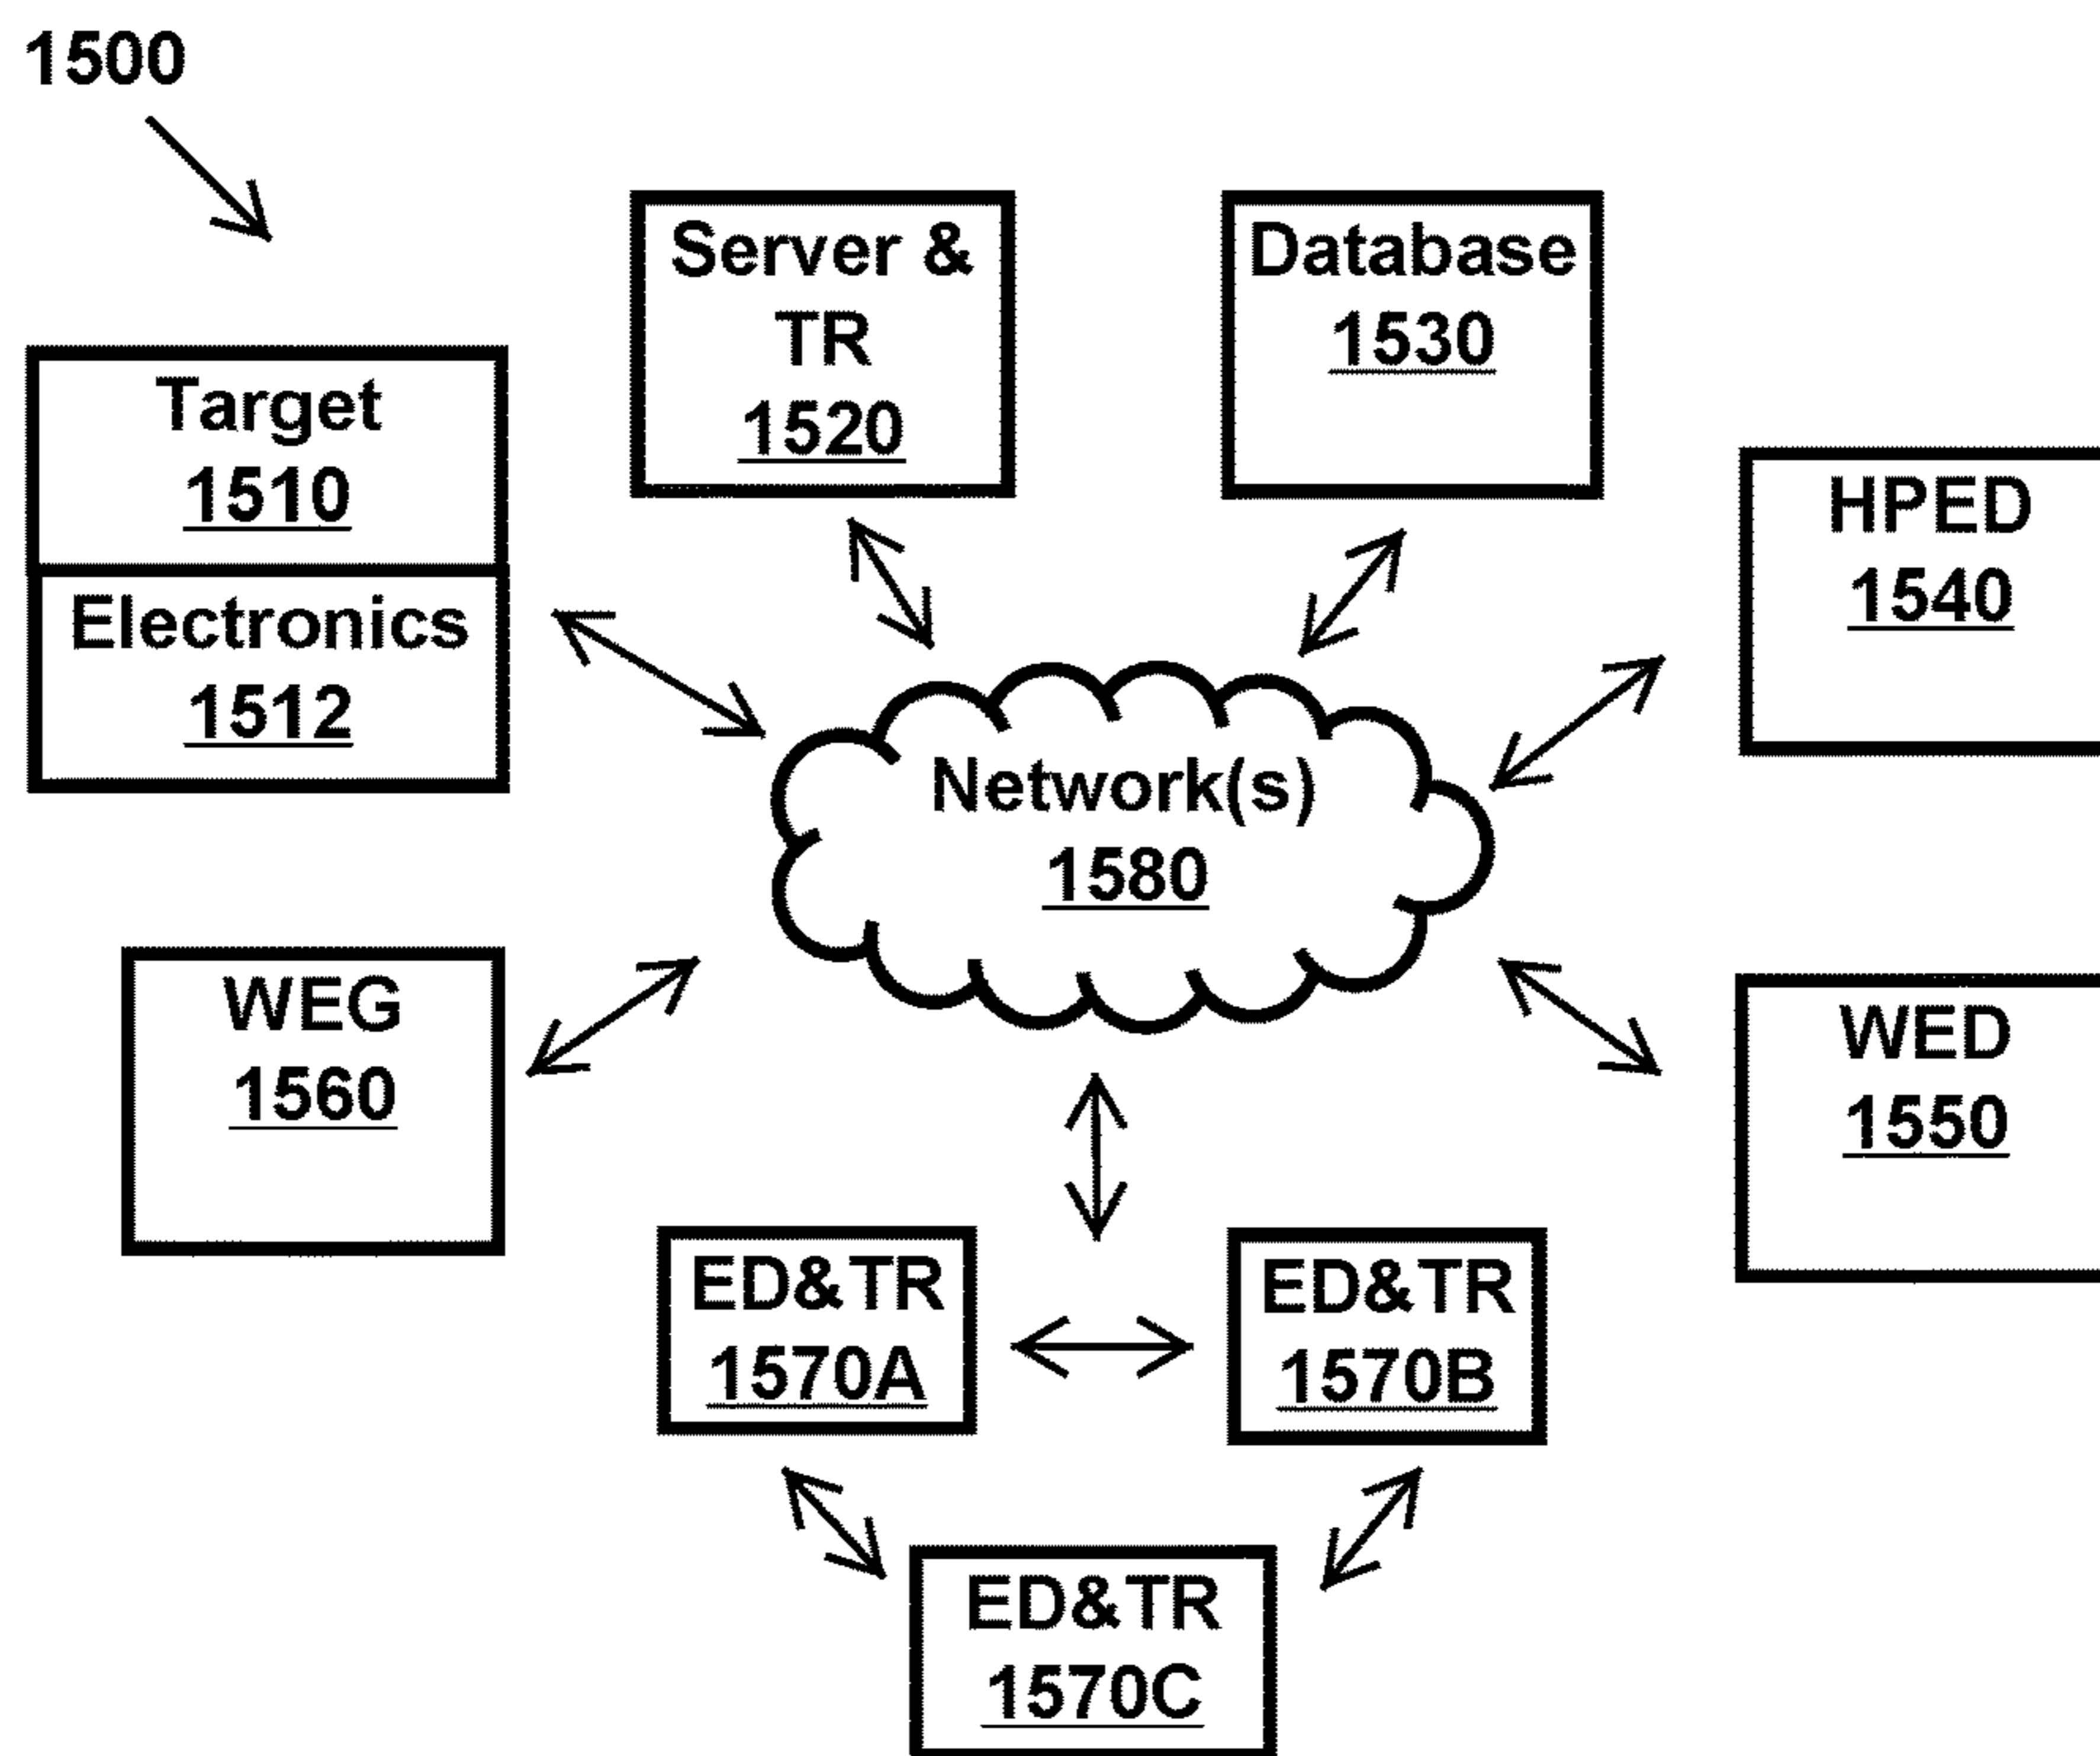 1500
Server &
TR
1520
Database
1530
Target
1510
Electronics
1512
HPED
1540
Network(s)
1580
WEG
1560
WED
1550
ED&TR
1570A
ED&TR
1570B
ED&TR
1570C